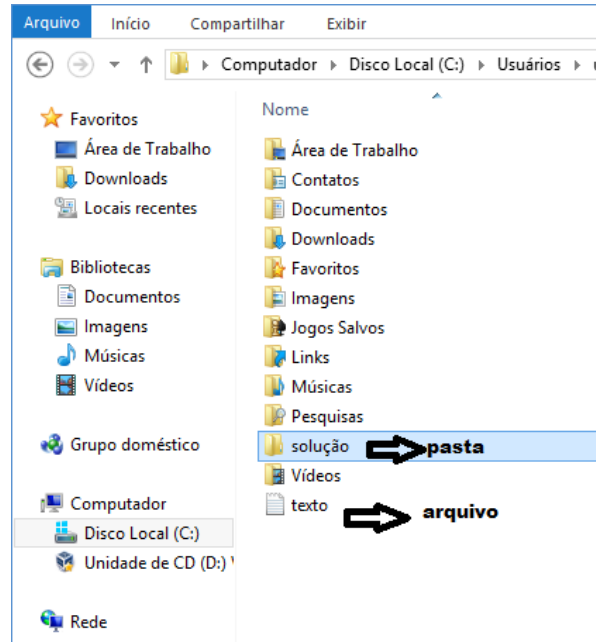 Arquivo Início Compartilhar Exibir
Computador Disco Local (C:) Usuários
Favoritos
Área de Trabalho
Downloads
Locais recentes
Bibliotecas
Documentos
Imagens
Músicas
Vídeos
Grupo doméstico
Computador
Disco Local (C:)
Unidade de CD (D:)
Rede
Nome
Área de Trabalho
Contatos
Documentos
Downloads
Favoritos
Imagens
Jogos Salvos
Links
Músicas
Pesquisas
solução pasta
Vídeos
texto arquivo